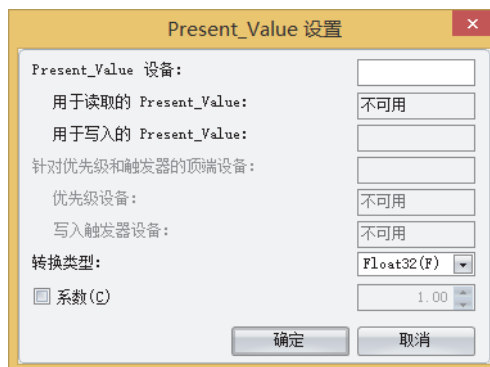 Present_Value 设置
Present_Value 设备:
用于读取的 Present_Value: 不可用
用于写入的 Present_Value:
针对优先级和触发器的顶端设备:
优先级设备: 不可用
写入触发器设备: 不可用
转换类型: Float32(F)
系数(C) 1.00
确定 取消